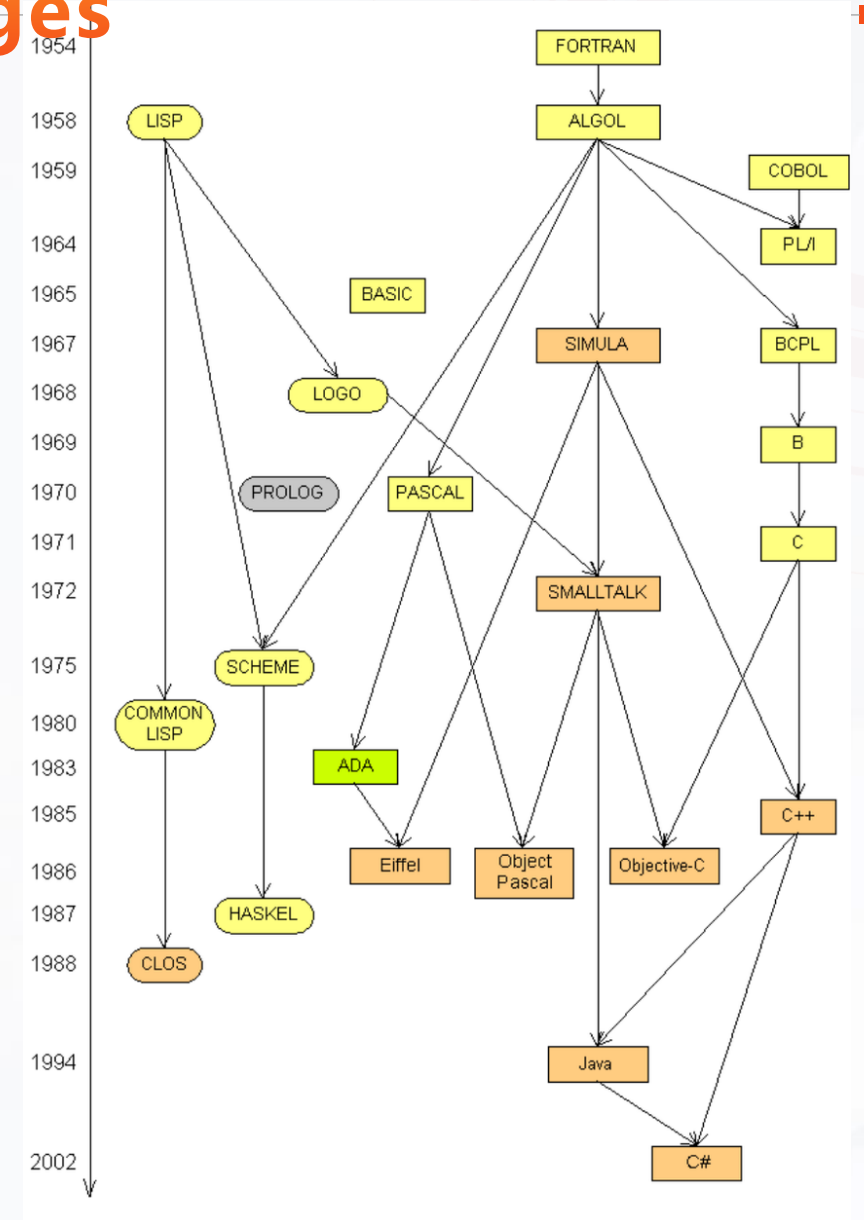 ges
1954
FORTRAN
1958
LISP
ALGOL
1959
COBOL
1964
PL/I
1965
BASIC
1967
SIMULA
BCPL
1968
LOGO
1969
B
1970
PROLOG
PASCAL
1971
C
1972
SMALLTALK
1975
SCHEME
1980
COMMON
LISP
1983
ADA
1985
C++
1986
Eiffel
Object
Pascal
Objective-C
1987
HASKEL
1988
CLOS
1994
Java
2002
C#